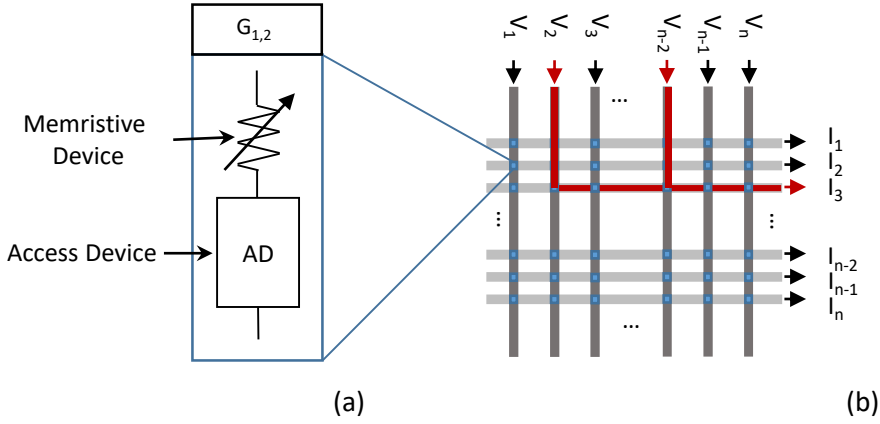 G1,2
Memristive
Device
Access Device
AD
(a)
V1 V2 V3 Vn-2 Vn-1 Vn
...
I1
I2
I3
... ...
In-2
In-1
In
...
(b)